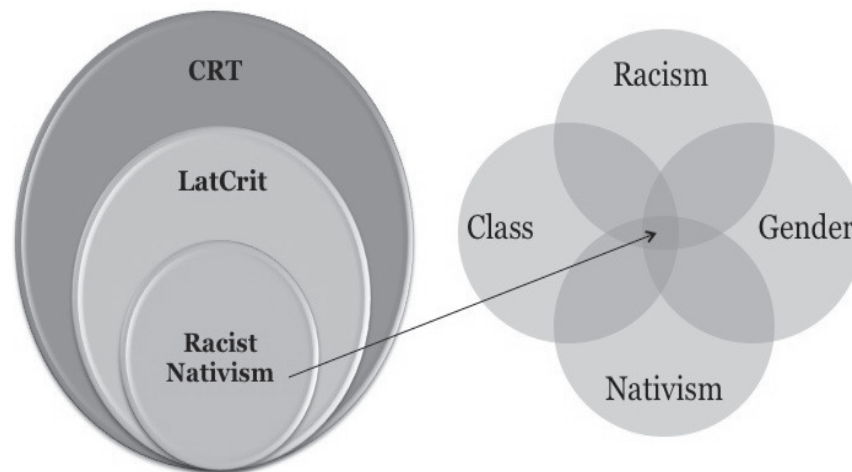 CRT
LatCrit
Racist
Nativism
Racism
Class
Gender
Nativism